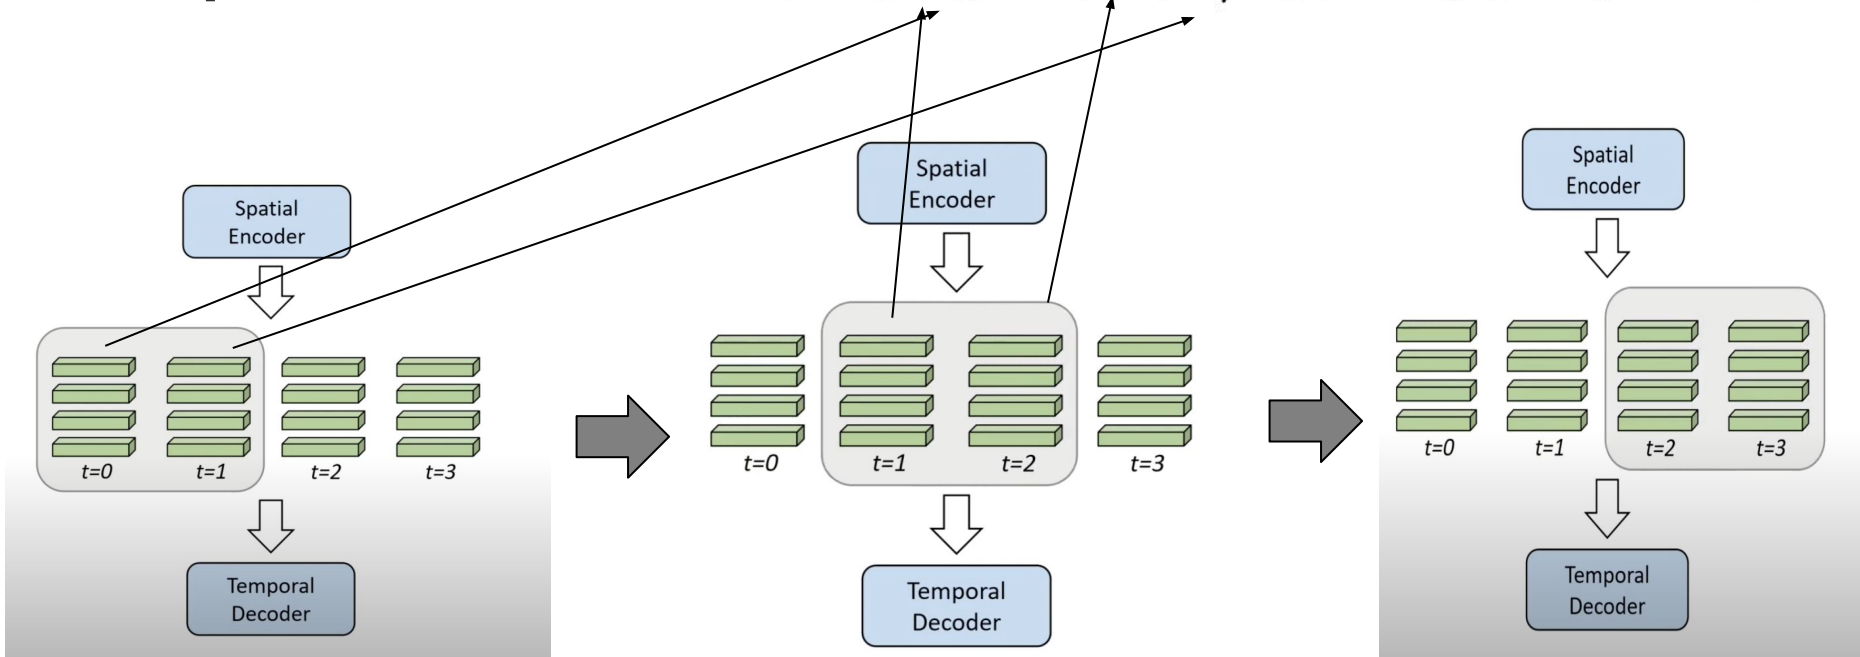 Spatial
Encoder
t=0 t=1 t=2 t=3
Temporal
Decoder
Spatial
Encoder
t=0 t=1 t=2 t=3
Temporal
Decoder
Spatial
Encoder
t=0 t=1 t=2 t=3
Temporal
Decoder